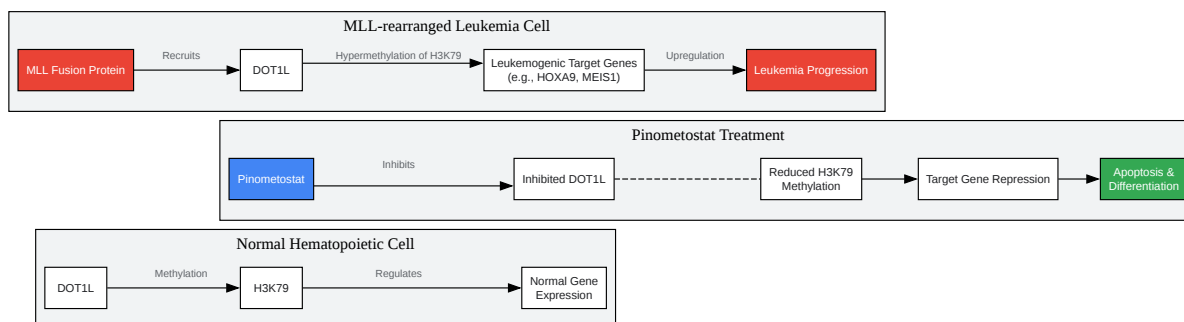 MLL-rearranged Leukemia Cell
MLL Fusion Protein
Recruits
DOT1L
Hypermethylation of H3K79
Leukemogenic Target Genes
(e.g., HOXA9, MEIS1)
Upregulation
Leukemia Progression
Pinometostat Treatment
Pinometostat
Inhibits
Inhibited DOT1L
Reduced H3K79
Methylation
Target Gene Repression
Apoptosis &
Differentiation
Normal Hematopoietic Cell
DOT1L
Methylation
H3K79
Regulates
Normal Gene
Expression